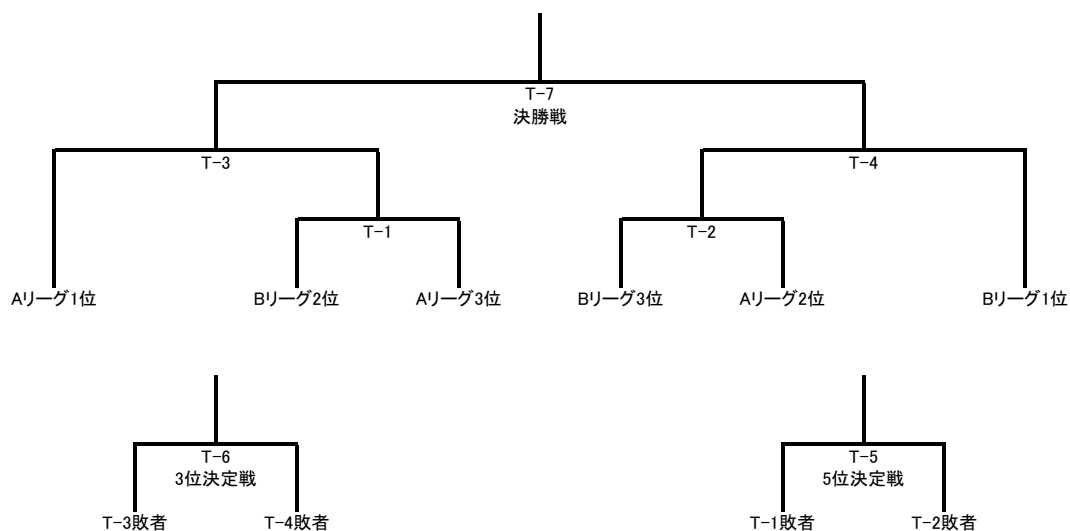 T-7
決勝戦
T-3
T-4
T-1
T-2
Aリーグ1位
Bリーグ2位
Aリーグ3位
Bリーグ3位
Aリーグ2位
Bリーグ1位
T-6
3位決定戦
T-5
5位決定戦
T-3敗者
T-4敗者
T-1敗者
T-2敗者